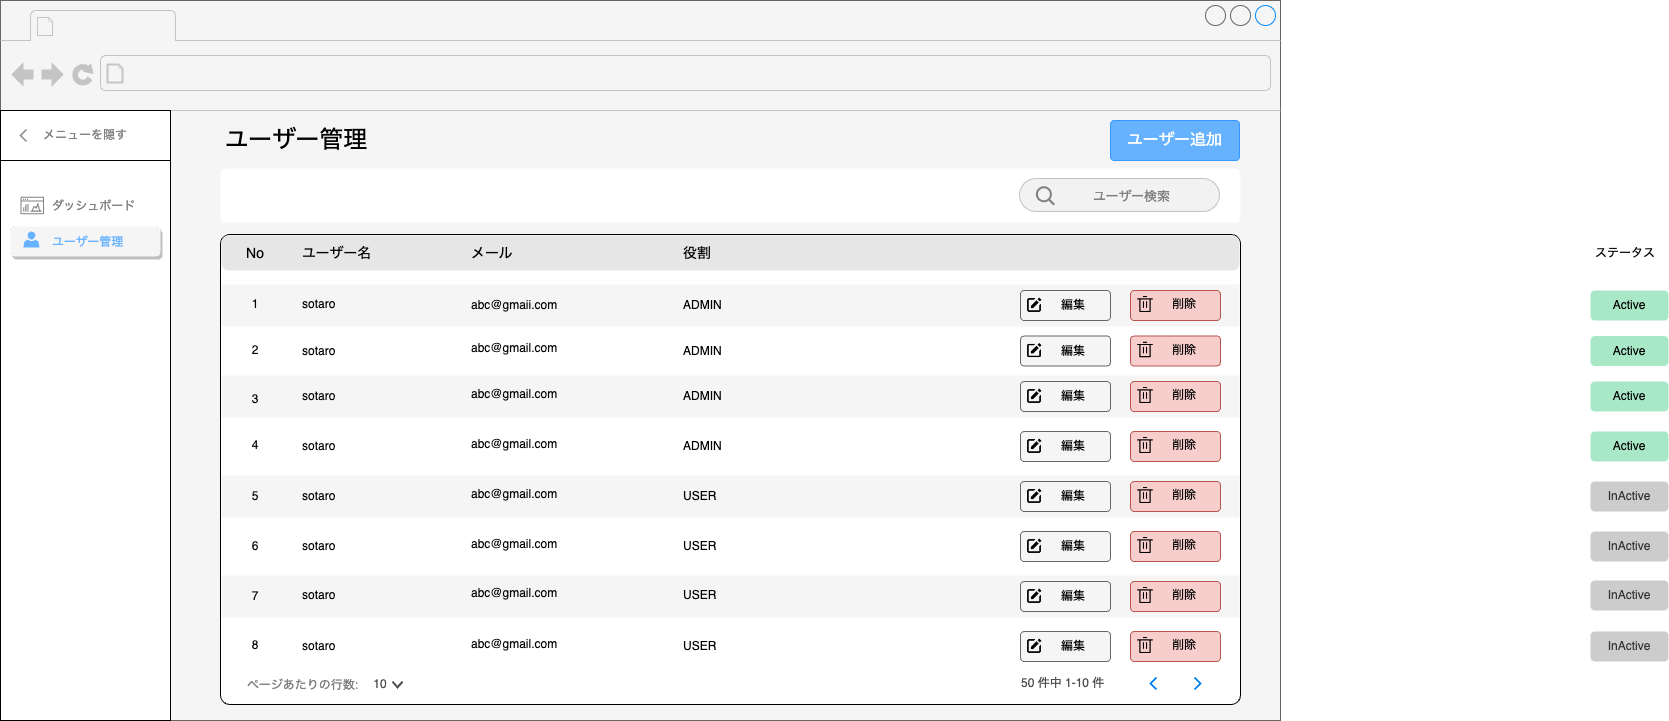 メニューを隠す
ユーザー管理
ユーザー追加
ダッシュボード
ユーザー検索
ユーザー管理
No ユーザー名 メール 役割 ステータス
1 sotaro abc@gmaii.com ADMIN 編集 削除 Active
2 sotaro abc@gmail.com ADMIN 編集 削除 Active
3 sotaro abc@gmail.com ADMIN 編集 削除 Active
4 sotaro abc@gmail.com ADMIN 編集 削除 Active
5 sotaro abc@gmail.com USER 編集 削除 InActive
6 sotaro abc@gmail.com USER 編集 削除 InActive
7 sotaro abc@gmail.com USER 編集 削除 InActive
8 sotaro abc@gmail.com USER 編集 削除 InActive
ページあたりの行数: 10 50 件中 1-10 件